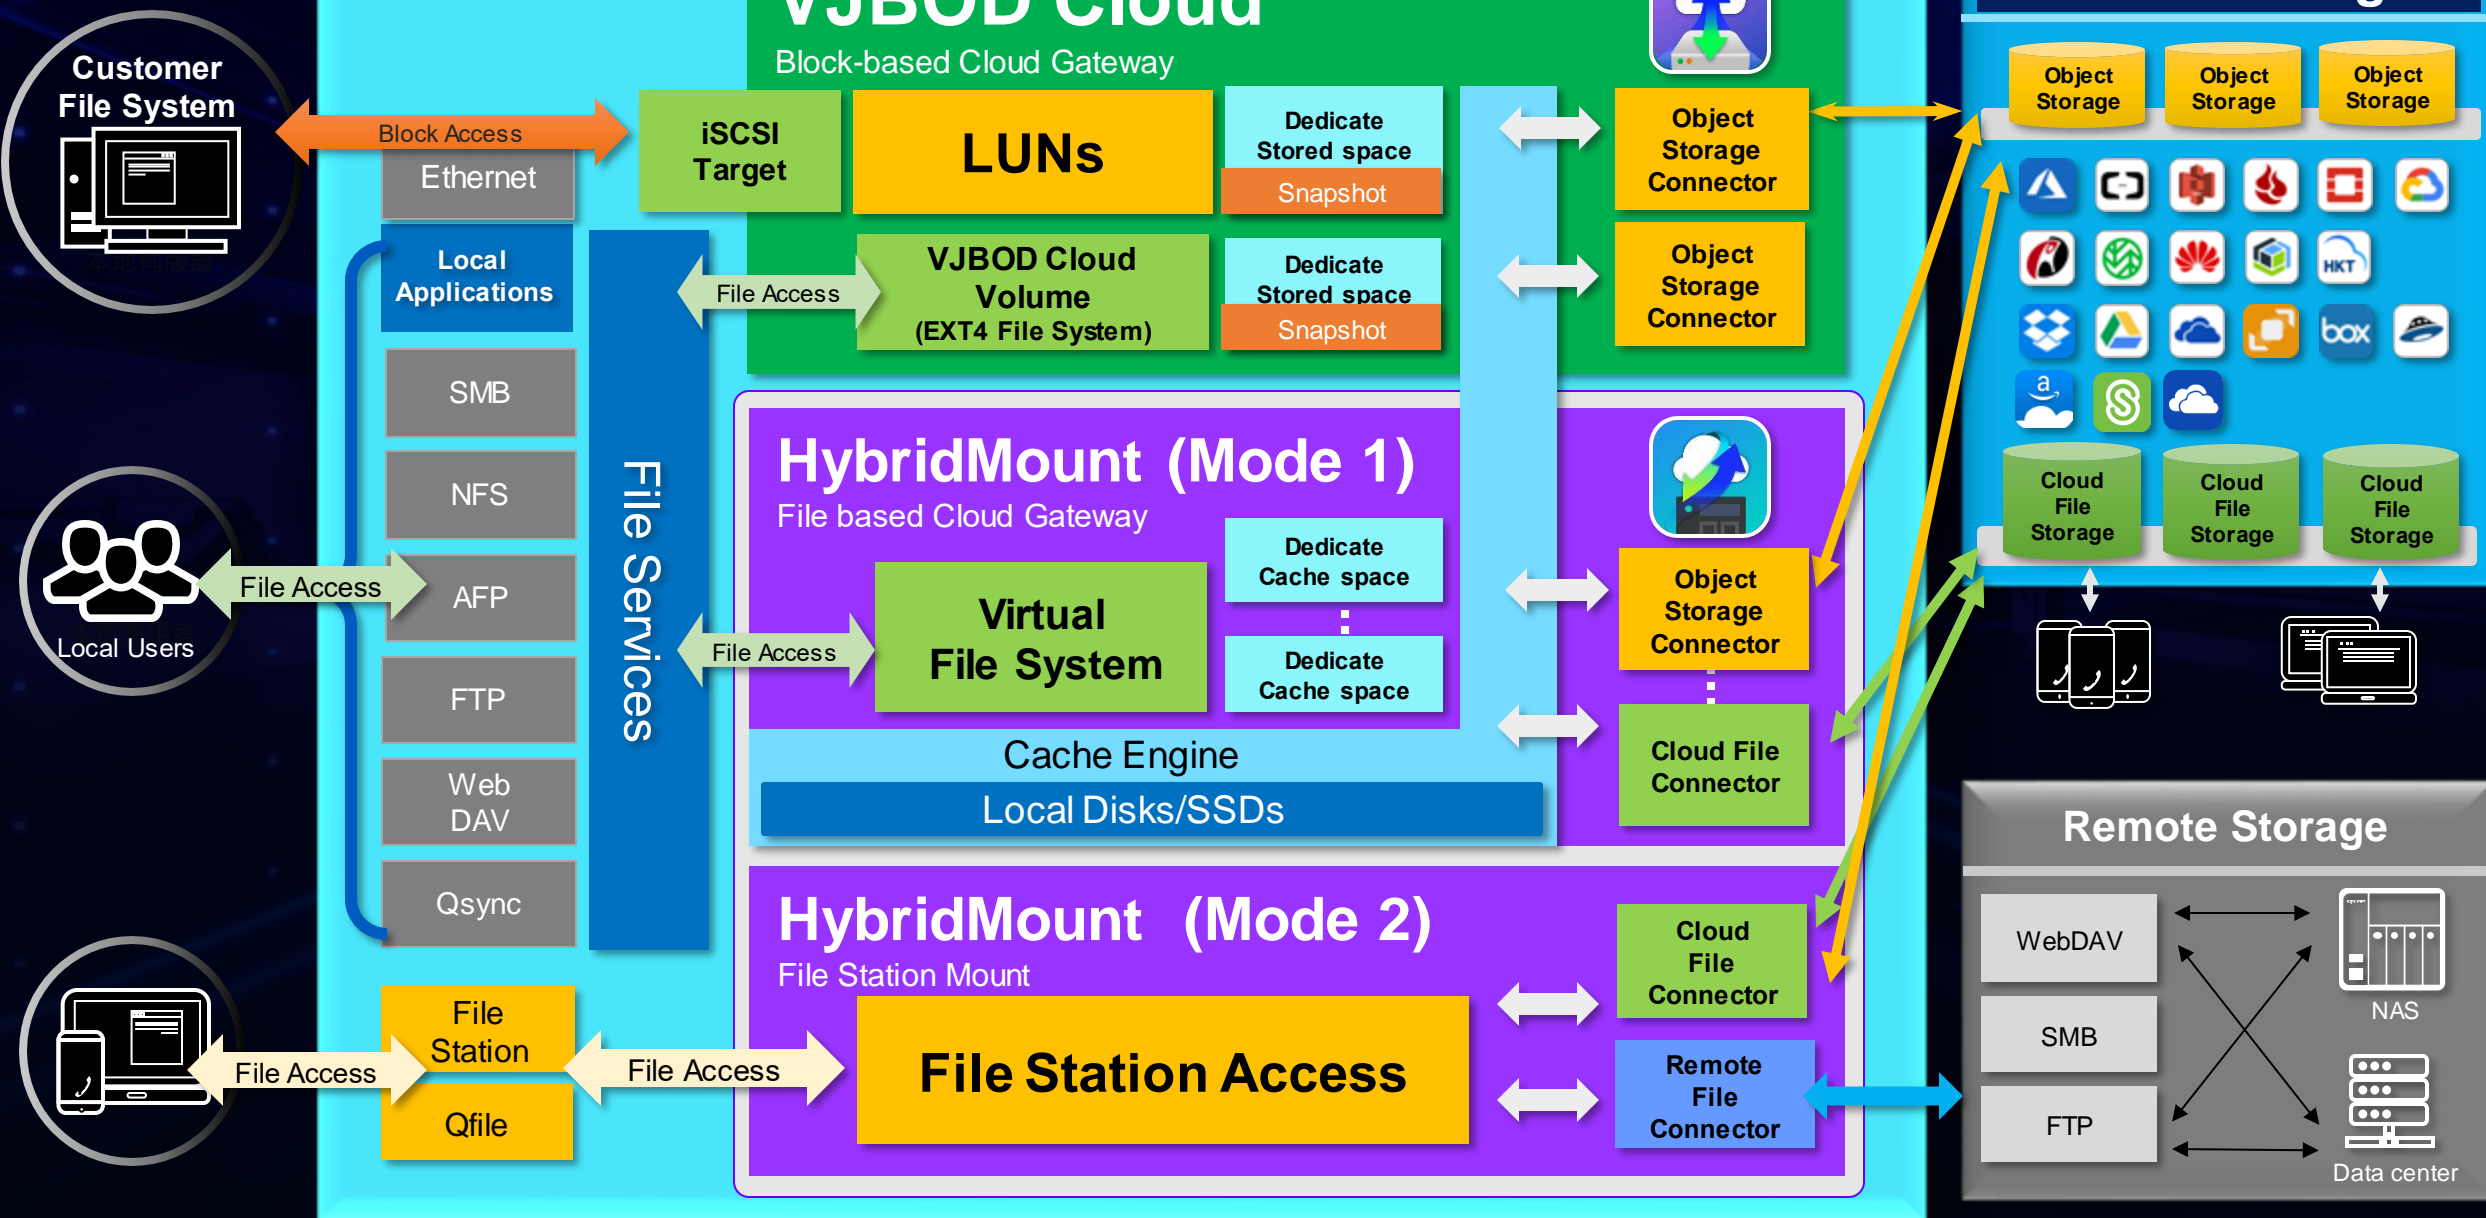 VJBOD Cloud
Block-based Cloud Gateway
Customer
File System
Block Access
Ethernet
iSCSI
Target
LUNs
Dedicate
Stored space
Snapshot
Object
Storage
Connector
Local
Applications
File Access
VJBOD Cloud
Volume
(EXT4 File System)
Dedicate
Stored space
Snapshot
Object
Storage
Connector
SMB
NFS
AFP
FTP
Web
DAV
Qsync
File Services
File Access
Local Users
HybridMount (Mode 1)
File based Cloud Gateway
File Access
Virtual
File System
Dedicate
Cache space
Dedicate
Cache space
Object
Storage
Connector
Cloud File
Connector
Cache Engine
Local Disks/SSDs
HybridMount (Mode 2)
File Station Mount
File Access
File
Station
Qfile
File Access
File Station Access
Cloud
File
Connector
Remote
File
Connector
Object
Storage
Object
Storage
Object
Storage
HKT
box
a
Cloud
File
Storage
Cloud
File
Storage
Cloud
File
Storage
Remote Storage
WebDAV
SMB
FTP
NAS
Data center